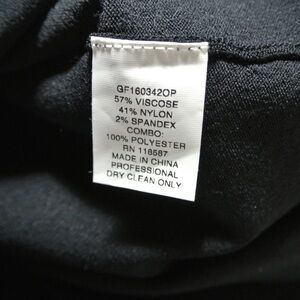 GF160342OP
57% VISCOSE
41% NYLON
2% SPANDEX
COMBO:
100% POLYESTER
RN 118587
MADE IN CHINA
PROFESSIONAL
DRY CLEAN ONLY